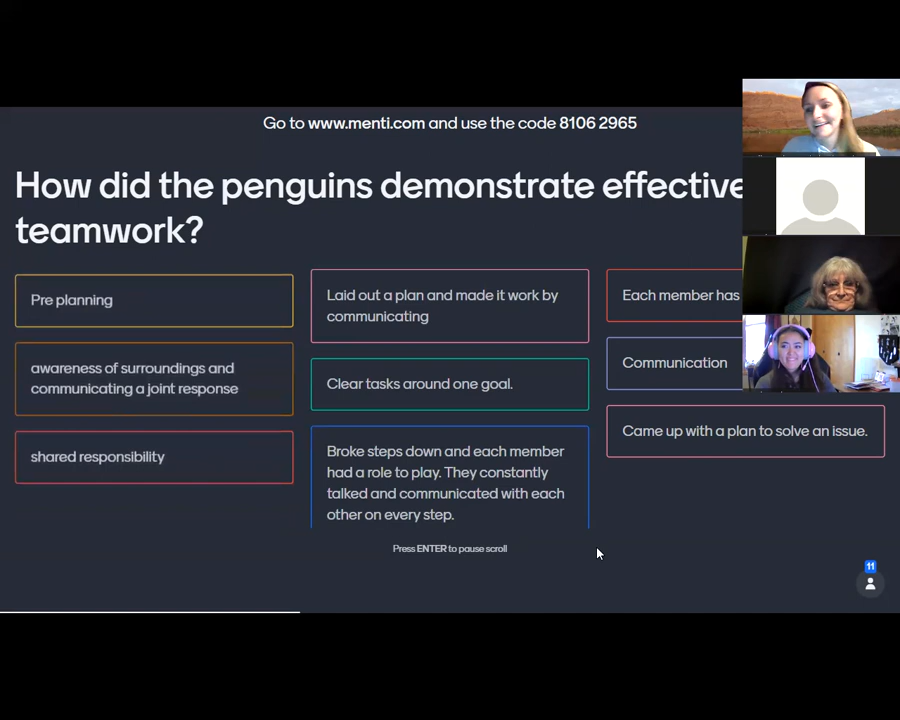 Go to www.menti.com and use the code 8106 2965
How did the penguins demonstrate effective
teamwork?
Pre planning
awareness of surroundings and
communicating a joint response
shared responsibility
Laid out a plan and made it work by
communicating
Clear tasks around one goal.
Broke steps down and each member
had a role to play. They constantly
talked and communicated with each
other on every step.
Each member has
Communication
Came up with a plan to solve an issue.
Press ENTER to pause scroll
11